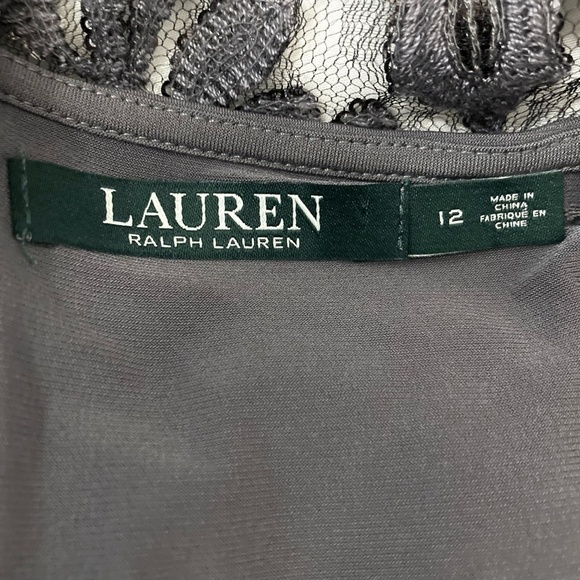 LAUREN
RALPH LAUREN
12
MADE IN
CHINA
FABRIQUÉ EN
CHINE